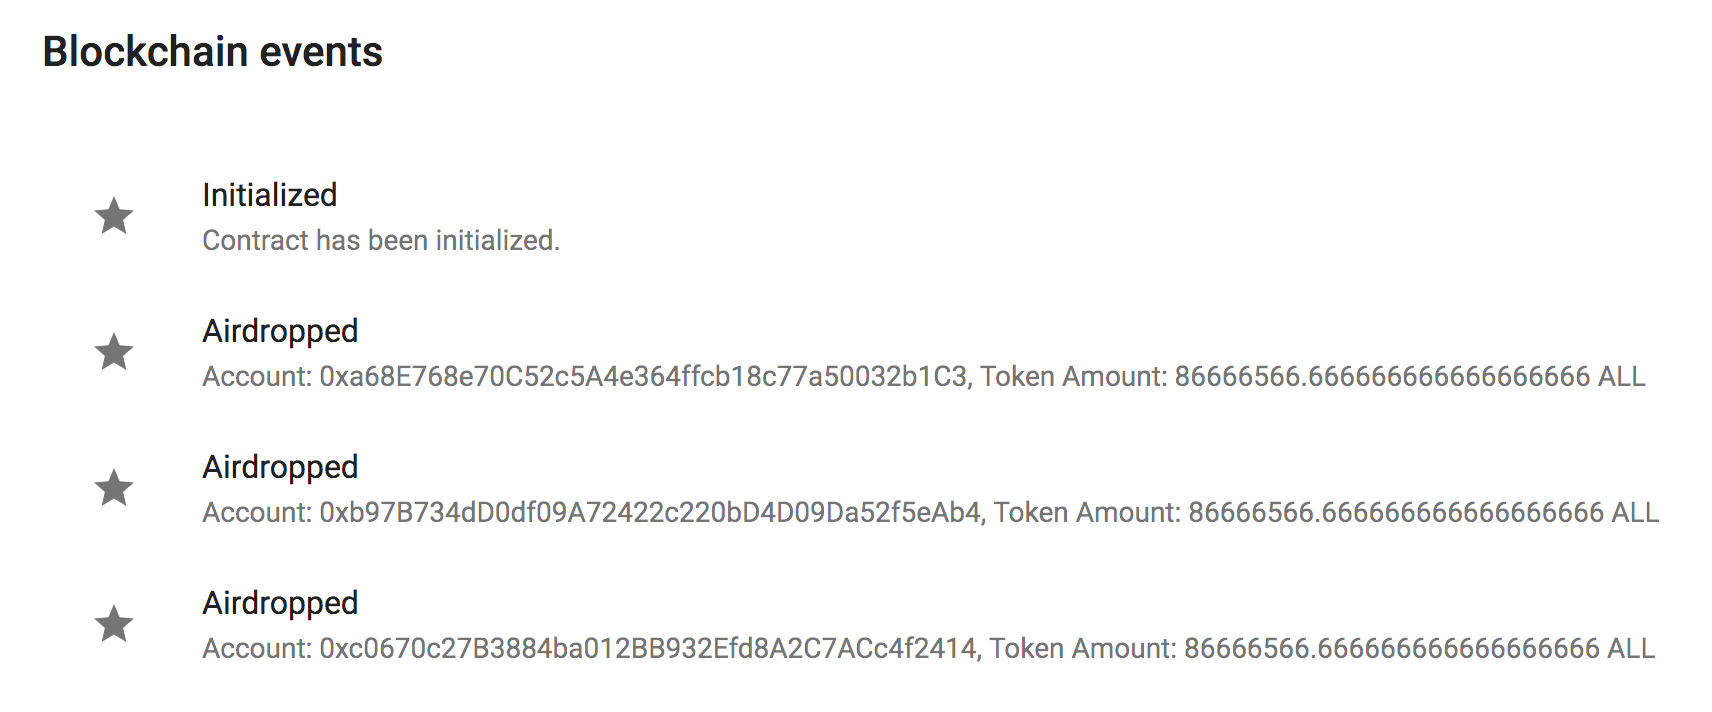 Blockchain events
Initialized
Contract has been initialized.
Airdropped
Account: 0xa68E768e70C52c5A4e364ffcb18c77a50032b1C3, Token Amount: 86666566.666666666666666666 ALL
Airdropped
Account: 0xb97B734dD0df09A72422c220bD4D09Da52f5eAb4, Token Amount: 86666566.666666666666666666 ALL
Airdropped
Account: 0xc0670c27B3884ba012BB932Efd8A2C7ACc4f2414, Token Amount: 86666566.666666666666666666 ALL